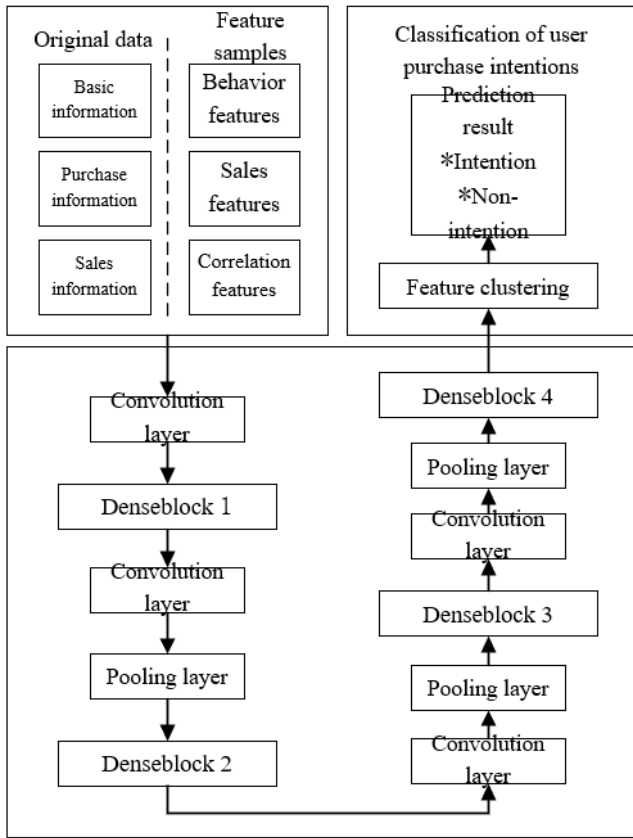 Original data
Basic
information
Purchase
information
Sales
information
Feature
samples
Behavior
features
Sales
features
Correlation
features
Classification of user
purchase intentions
Prediction
result
*Intention
*Non-
intention
Feature clustering
Convolution
layer
Denseblock 1
Convolution
layer
Pooling layer
Denseblock 2
Denseblock 4
Pooling layer
Convolution
layer
Denseblock 3
Pooling layer
Convolution
layer